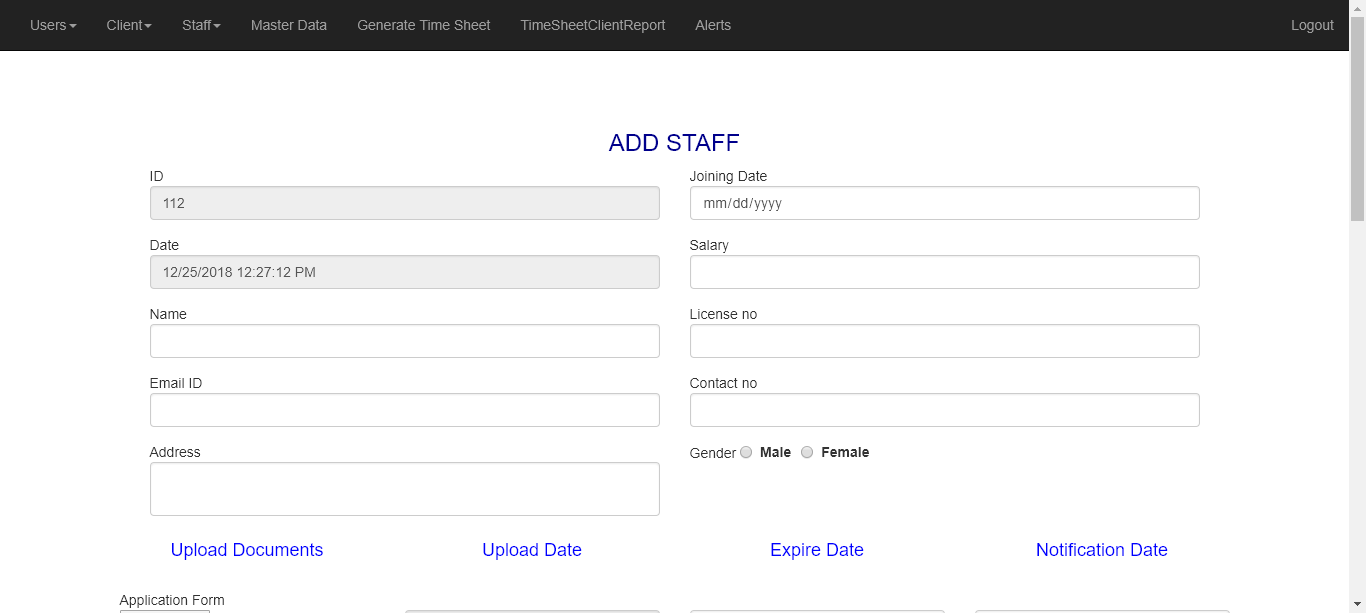 Users Client Staff Master Data Generate Time Sheet TimeSheetClientReport Alerts Logout
ADD STAFF
ID Joining Date
112 mm/dd/yyyy
Date Salary
12/25/2018 12:27:12 PM
Name License no
Email ID Contact no
Address Gender Male Female
Upload Documents Upload Date Expire Date Notification Date
Application Form